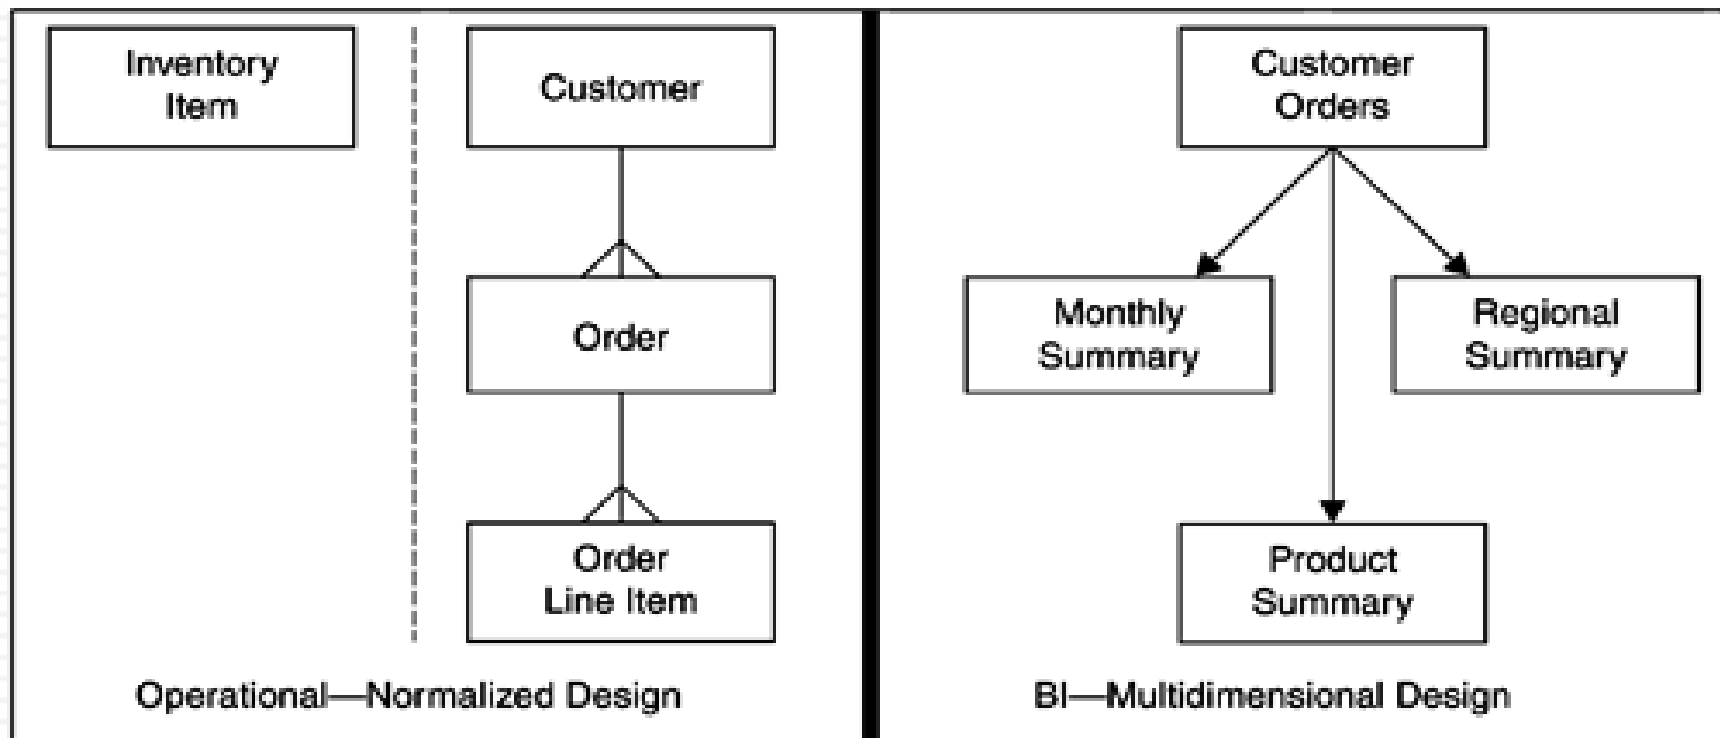 Inventory
Item
Customer
Order
Order
Line Item
Operational—Normalized Design
Customer
Orders
Monthly
Summary
Regional
Summary
Product
Summary
BI—Multidimensional Design